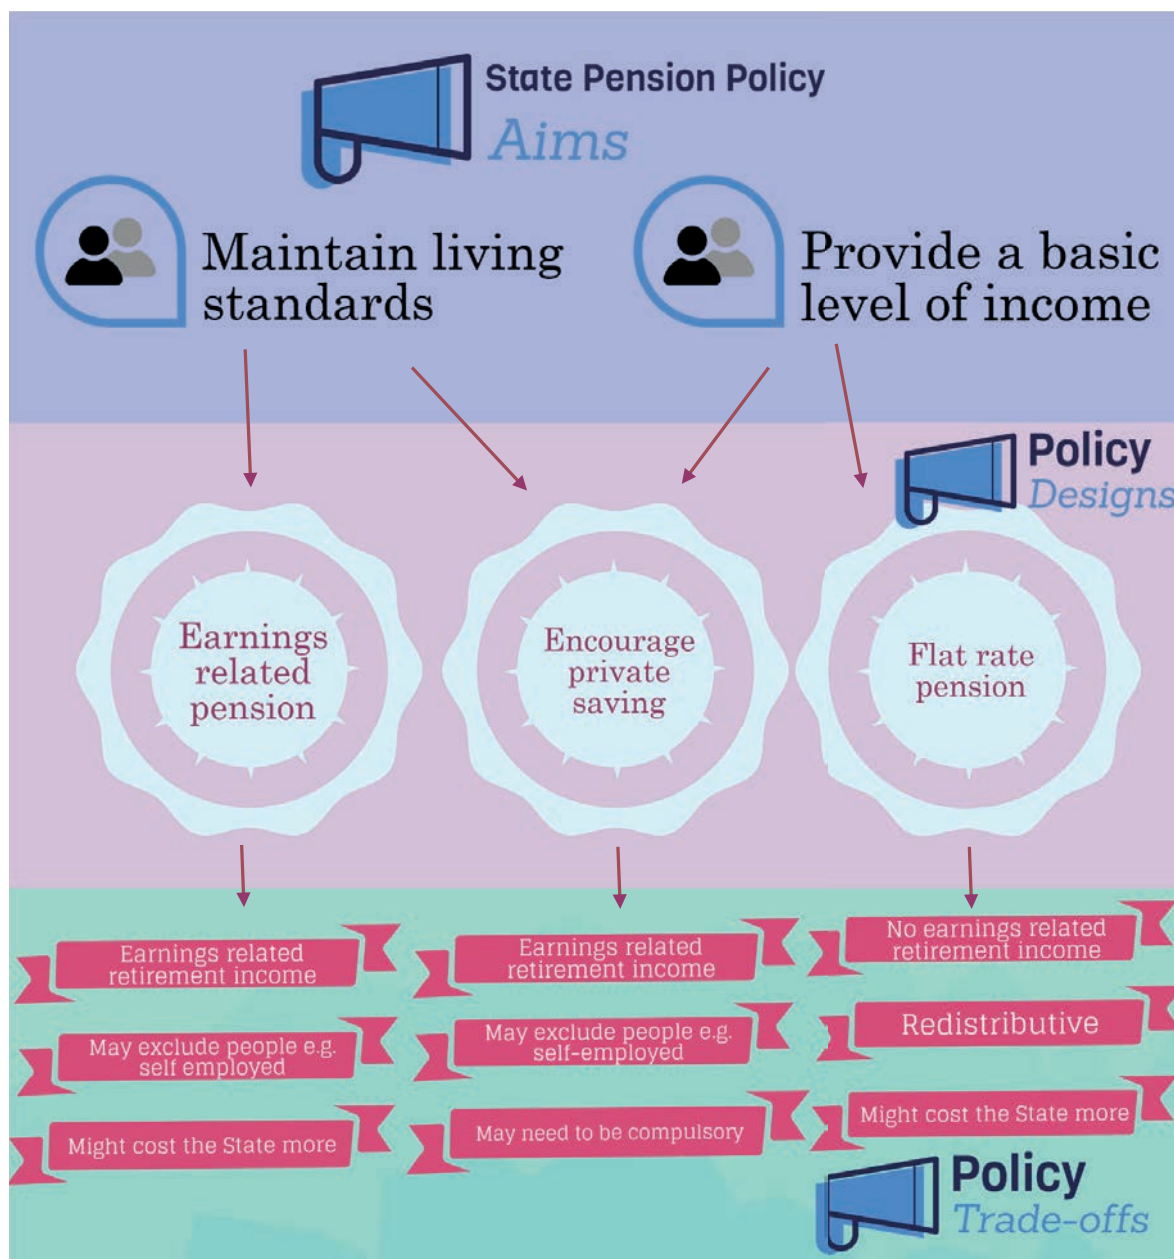 State Pension Policy
Aims
Maintain living
standards
Provide a basic
level of income
Policy
Designs
Earnings
related
pension
Encourage
private
saving
Flat rate
pension
Earnings related
retirement income
Earnings related
retirement income
No earnings related
retirement income
May exclude people e.g.
self employed
May exclude people e.g.
self-employed
Redistributive
Might cost the State more
May need to be compulsory
Might cost the State more
Policy
Trade-offs